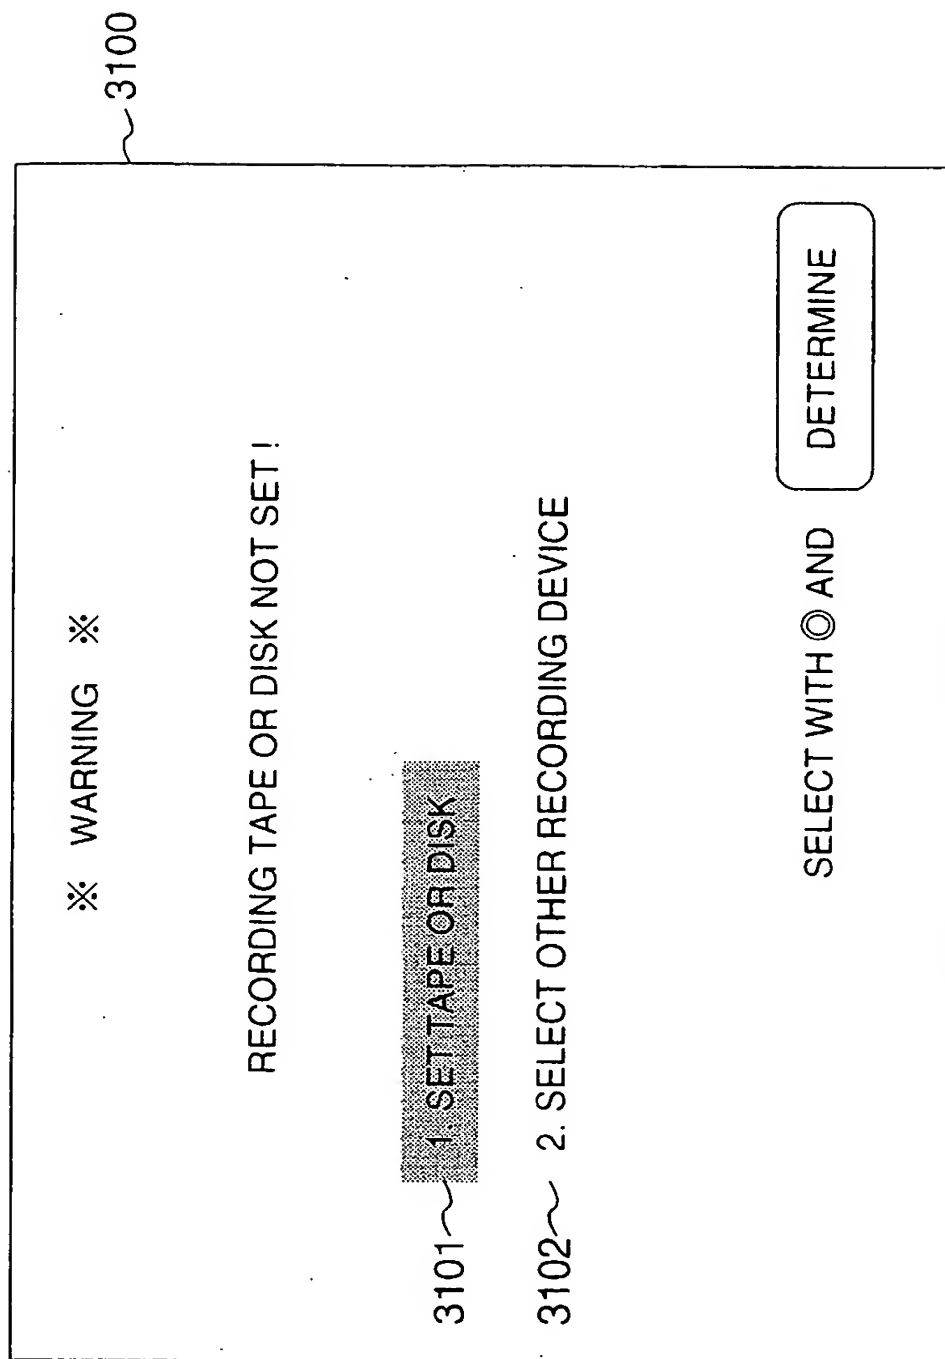 3100
※ WARNING ※
RECORDING TAPE OR DISK NOT SET !
3101 1. SET TAPE OR DISK
3102 2. SELECT OTHER RECORDING DEVICE
SELECT WITH ◎ AND DETERMINE